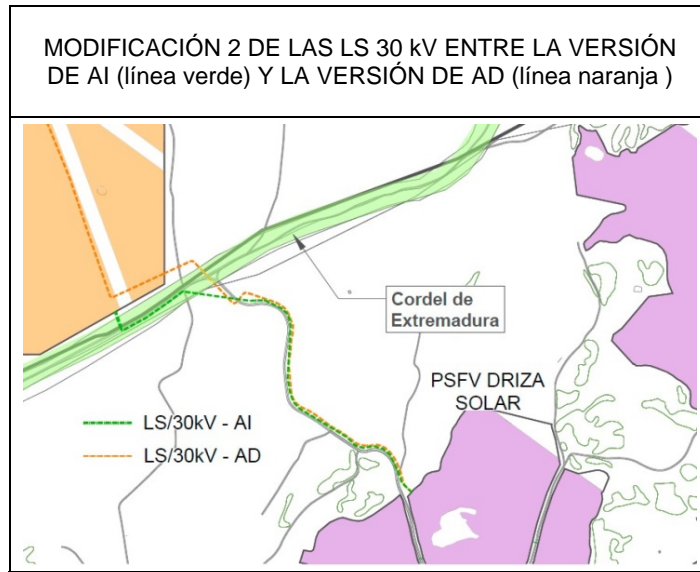 MODIFICACIÓN 2 DE LAS LS 30 kV ENTRE LA VERSIÓN
DE AI (línea verde) Y LA VERSIÓN DE AD (línea naranja )
Cordel de
Extremadura
PSFV DRIZA
SOLAR
LS/30kV - AI
LS/30kV - AD